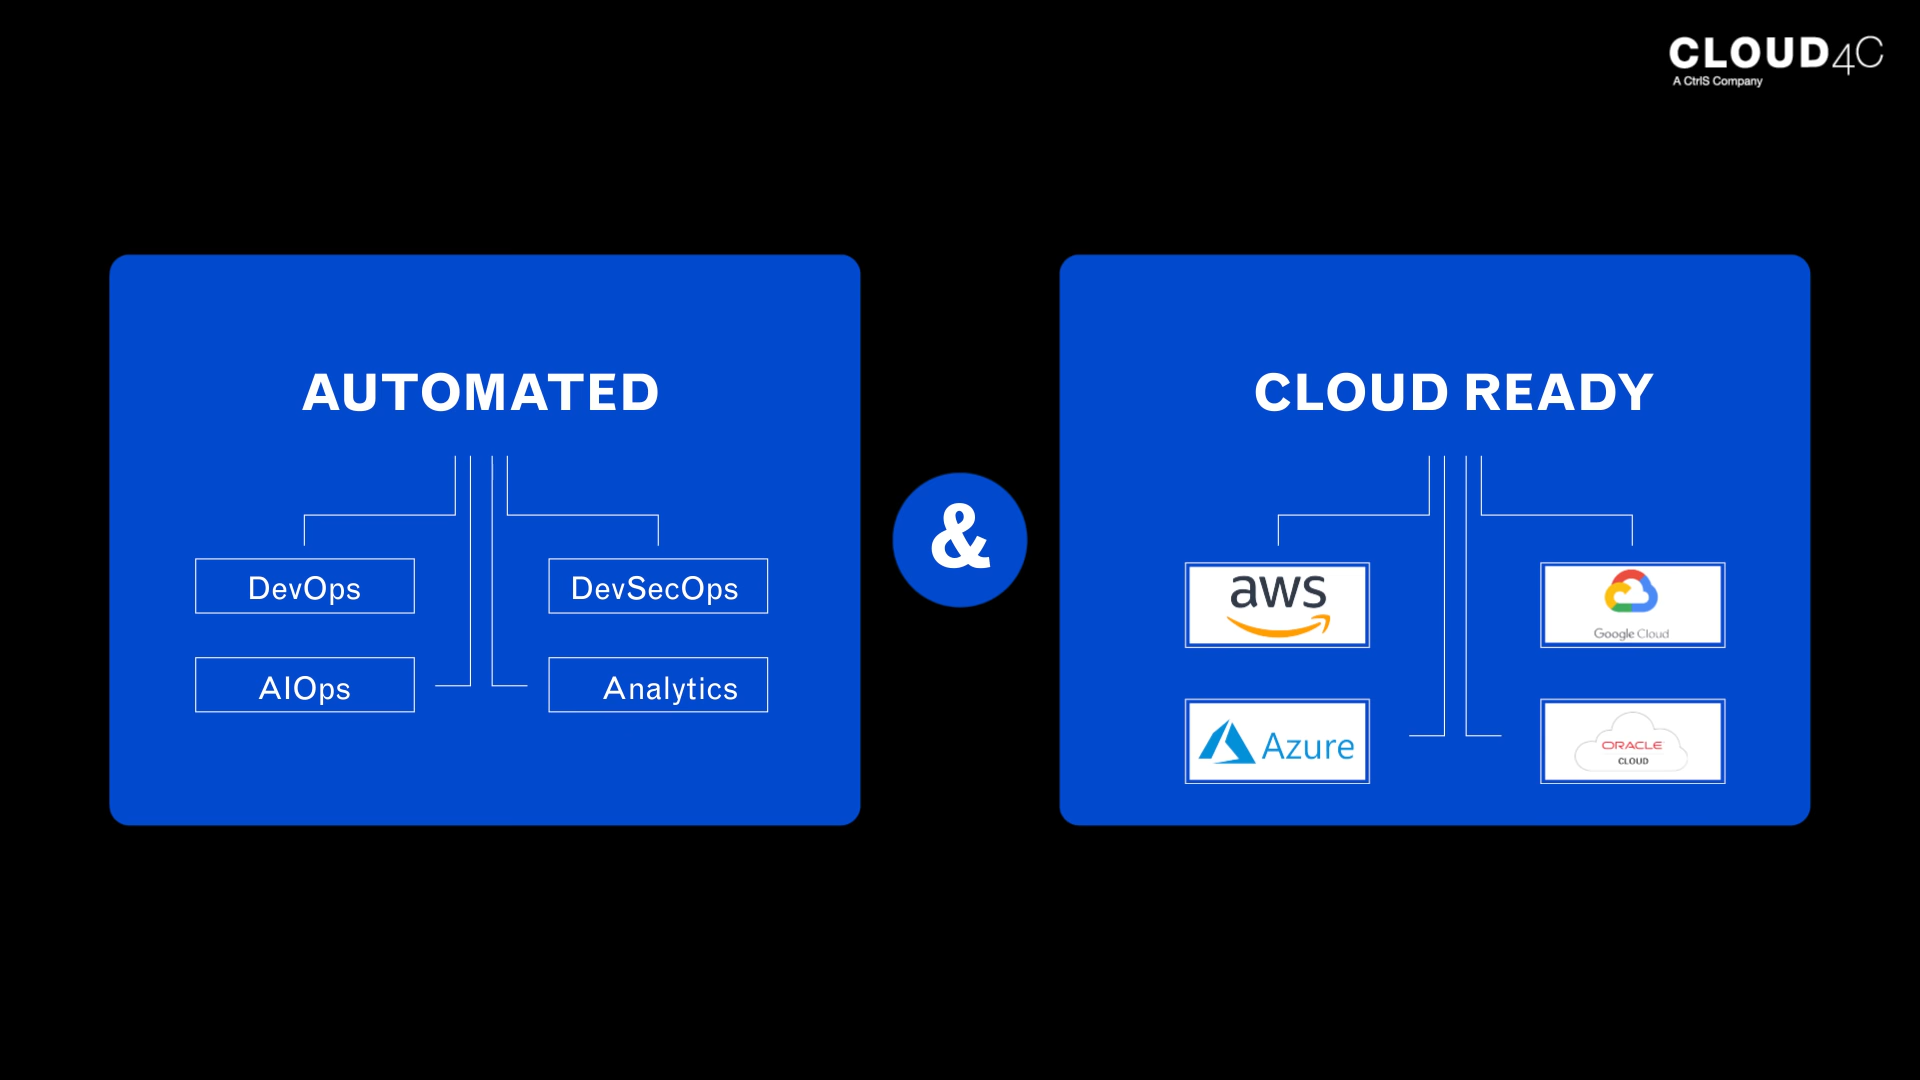 CLOUD4C
A CtrlS Company
AUTOMATED
DevOps
DevSecOps
AIOps
Analytics
&
CLOUD READY
aws
Google Cloud
Azure
ORACLE
CLOUD